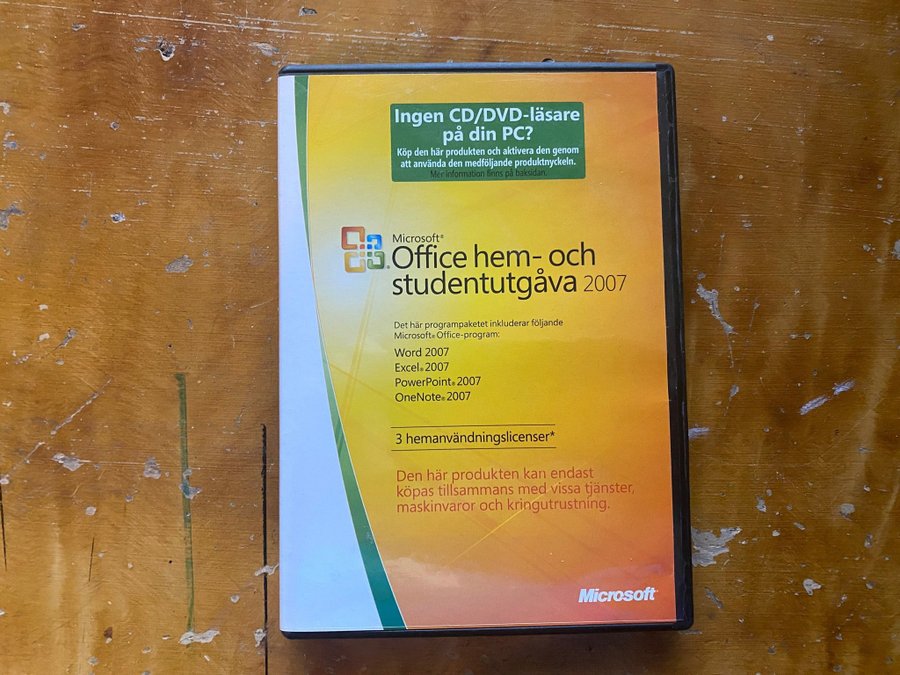 Ingen CD/DVD-läsare
på din PC?
Köp den här produkten och aktivera den genom
att använda den medföljande produktnyckeln.
Mer information finns på baksidan.
Microsoft®
Office hem- och
studentutgåva 2007
Det här programpaketet inkluderar följande
Microsoft® Office-program:
Word 2007
Excel® 2007
PowerPoint® 2007
OneNote® 2007
3 hemanvändningslicenser*
Den här produkten kan endast
köpas tillsammans med vissa tjänster,
maskinvaror och kringutrustning.
Microsoft®